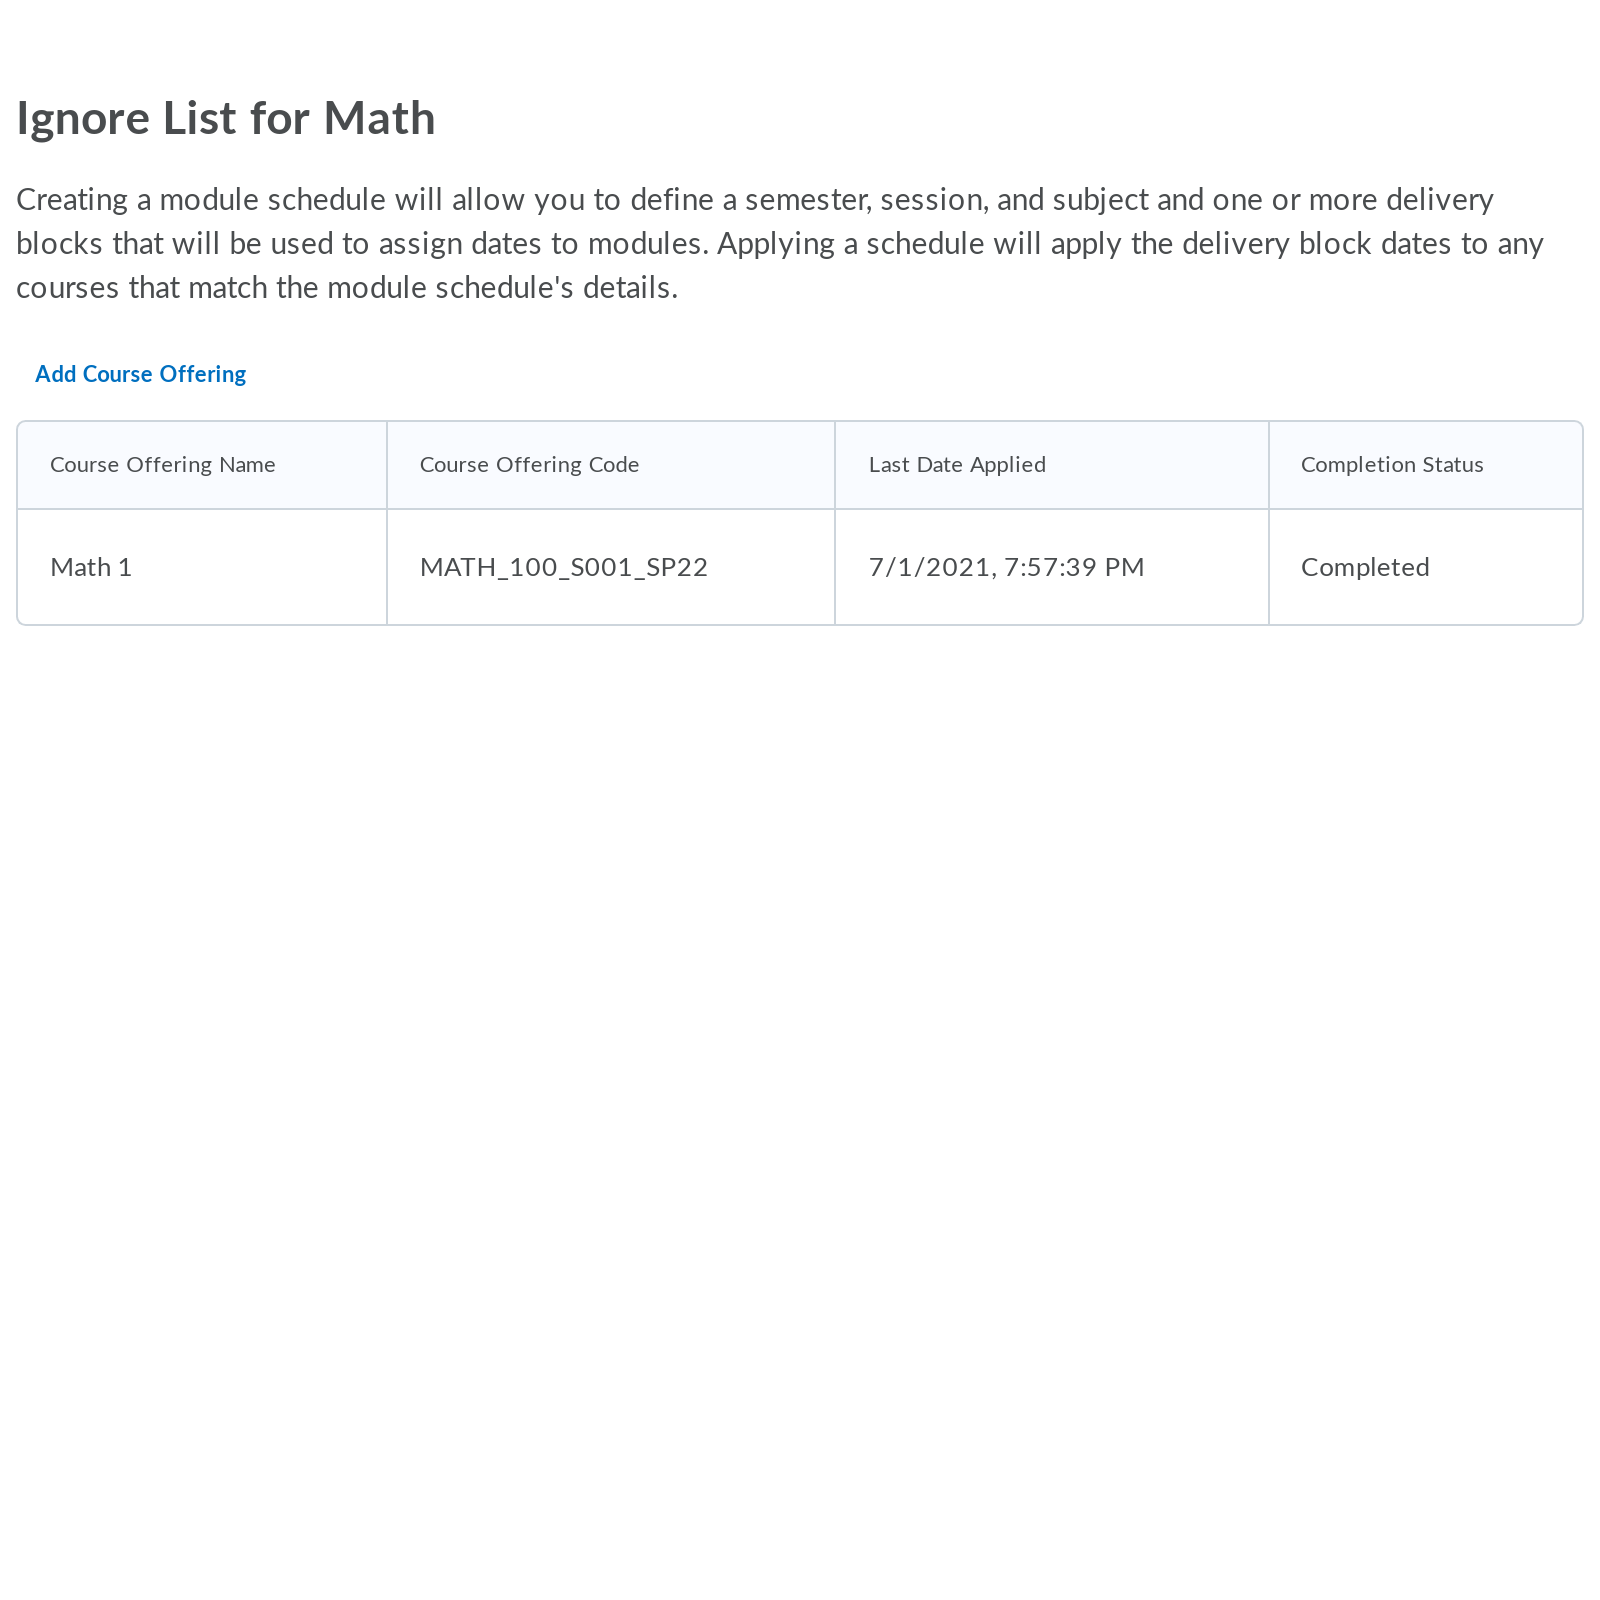 Ignore List for Math
Creating a module schedule will allow you to define a semester, session, and subject and one or more delivery
blocks that will be used to assign dates to modules. Applying a schedule will apply the delivery block dates to any
courses that match the module schedule's details.
Add Course Offering
Course Offering Name Course Offering Code Last Date Applied Completion Status
Math 1 MATH_100_S001_SP22 7/1/2021, 7:57:39 PM Completed